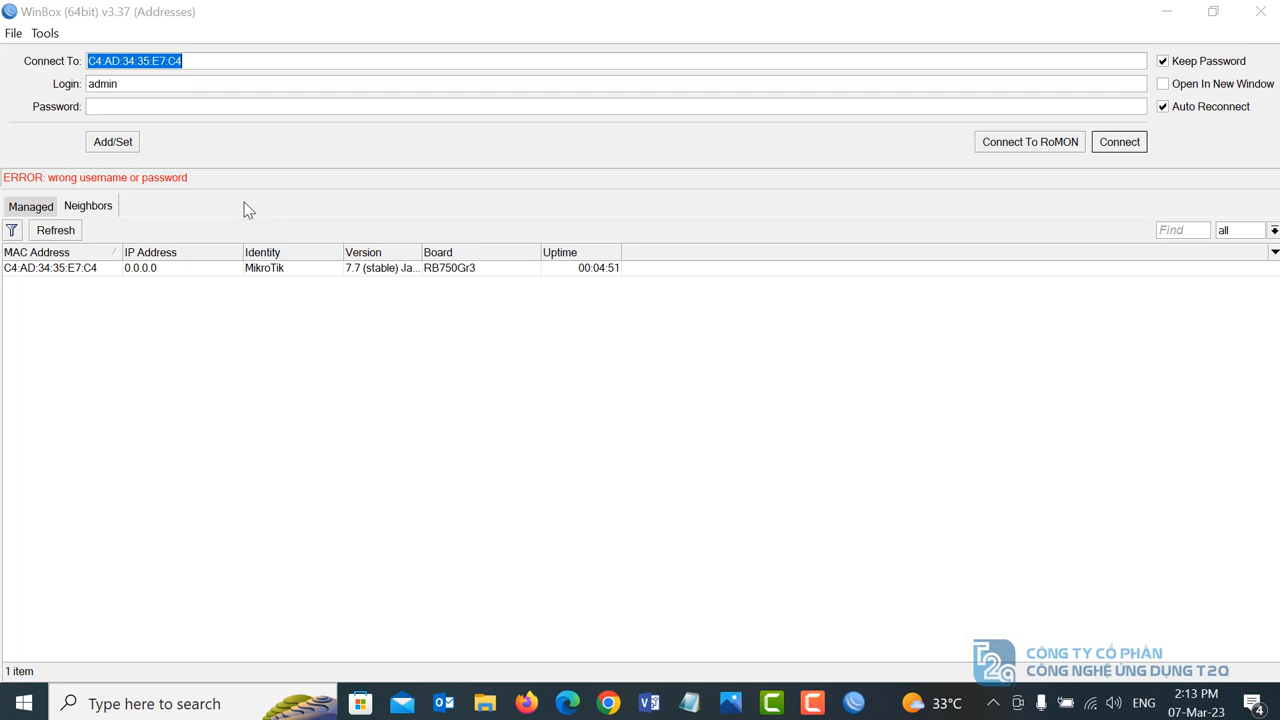 WinBox (64bit) v3.37 (Addresses)
File Tools
Connect To: C4:AD:34:35:E7:C4 Keep Password
Login: admin Open In New Window
Password: Auto Reconnect
Add/Set Connect To RoMON Connect
ERROR: wrong username or password
Managed Neighbors
Refresh Find all
MAC Address IP Address Identity Version Board Uptime
C4:AD:34:35:E7:C4 0.0.0.0 MikroTik 7.7 (stable) Ja... RB750Gr3 00:04:51
1 item
T2Q
CÔNG TY CỔ PHẦN
CÔNG NGHỆ ỨNG DỤNG T2Q
Type here to search 33°C ENG 2:13 PM
07-Mar-23 4